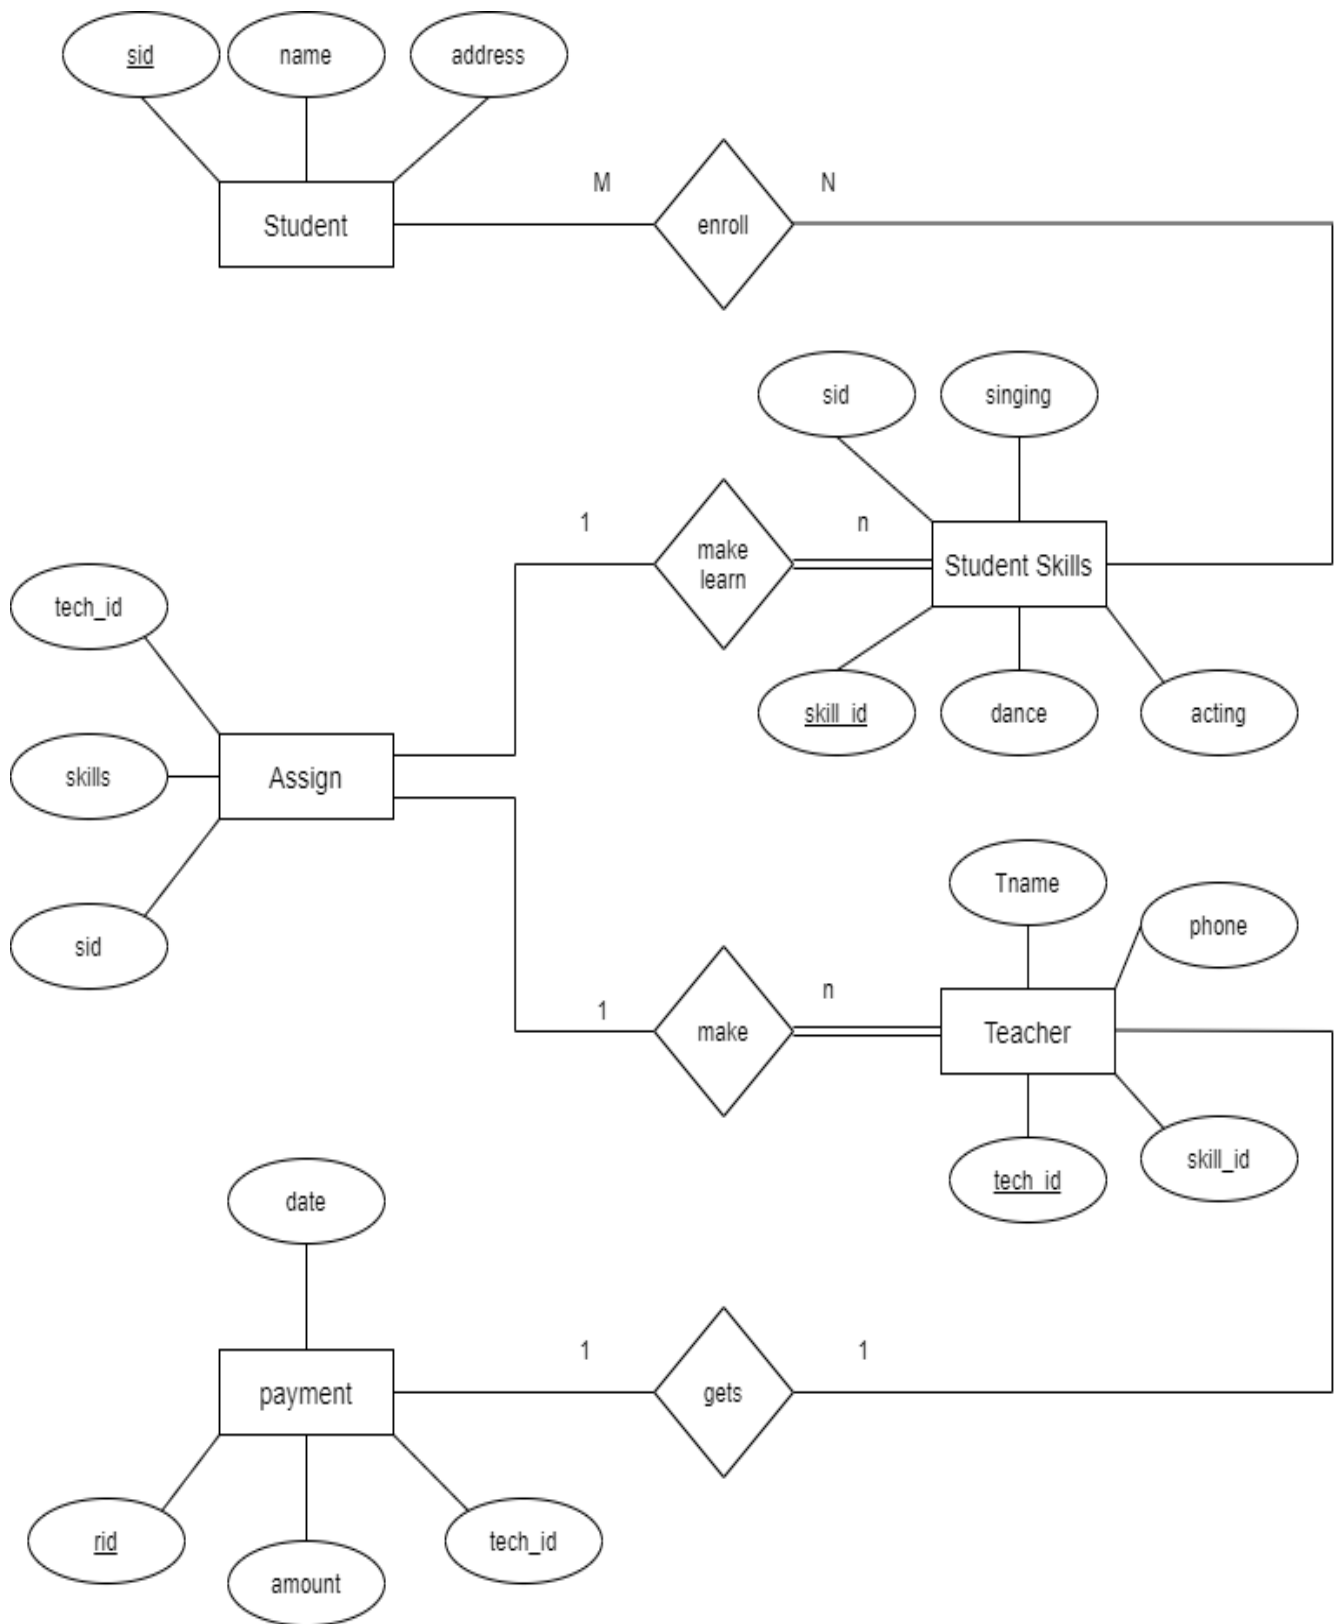 sid
name
address
M
N
Student
enroll
sid
singing
1
n
make
learn
Student Skills
tech_id
skill_id
dance
acting
skills
Assign
Tname
phone
sid
1
n
make
Teacher
skill_id
tech_id
date
1
1
payment
gets
rid
tech_id
amount